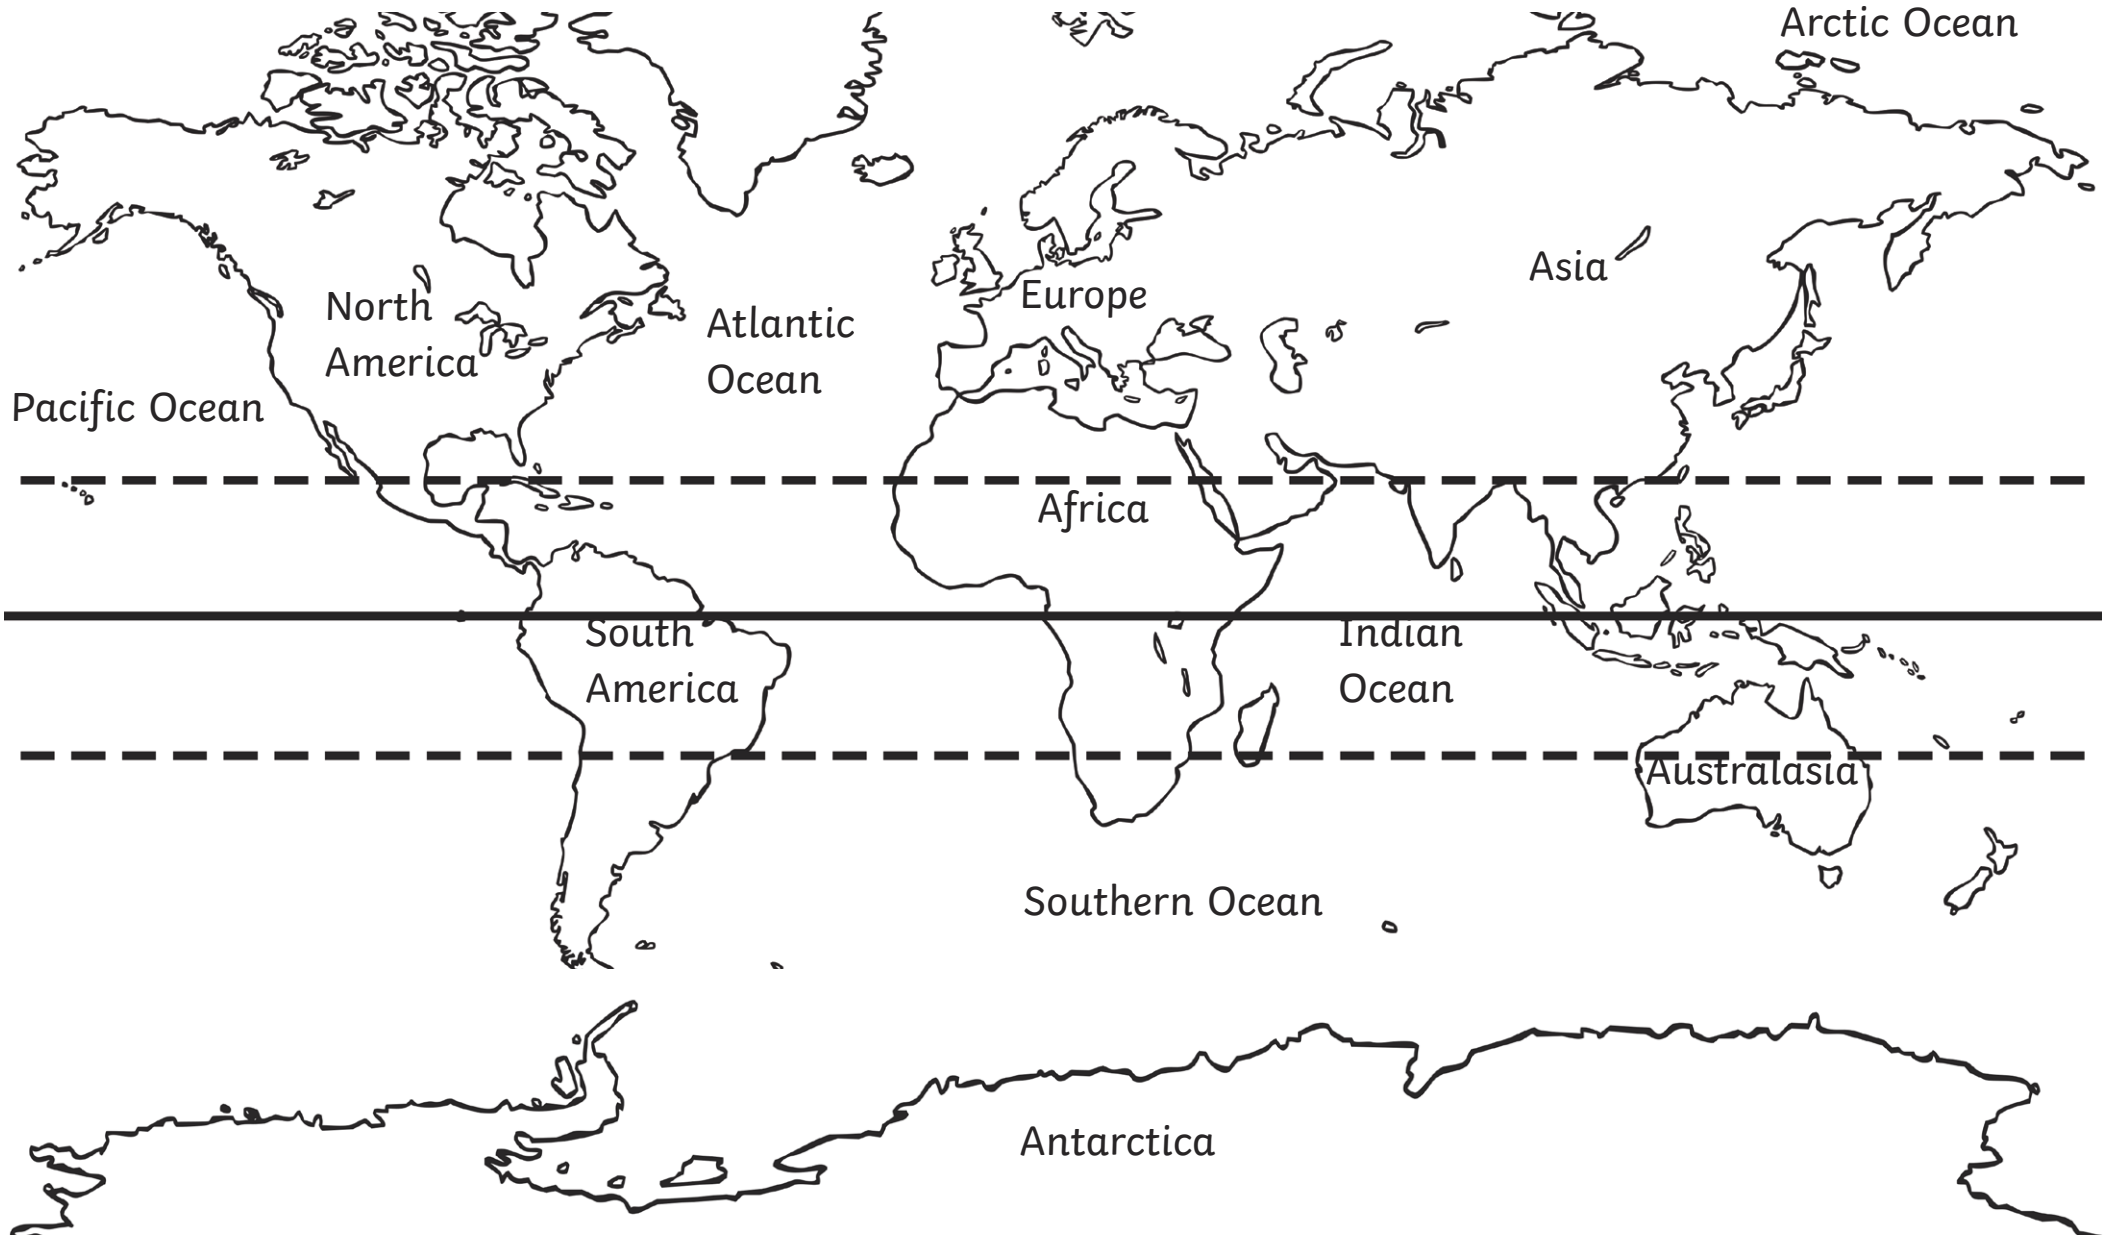 Arctic Ocean
Asia
Europe
North
America
Atlantic
Ocean
Pacific Ocean
Africa
South
America
Indian
Ocean
Australasia
Southern Ocean
Antarctica